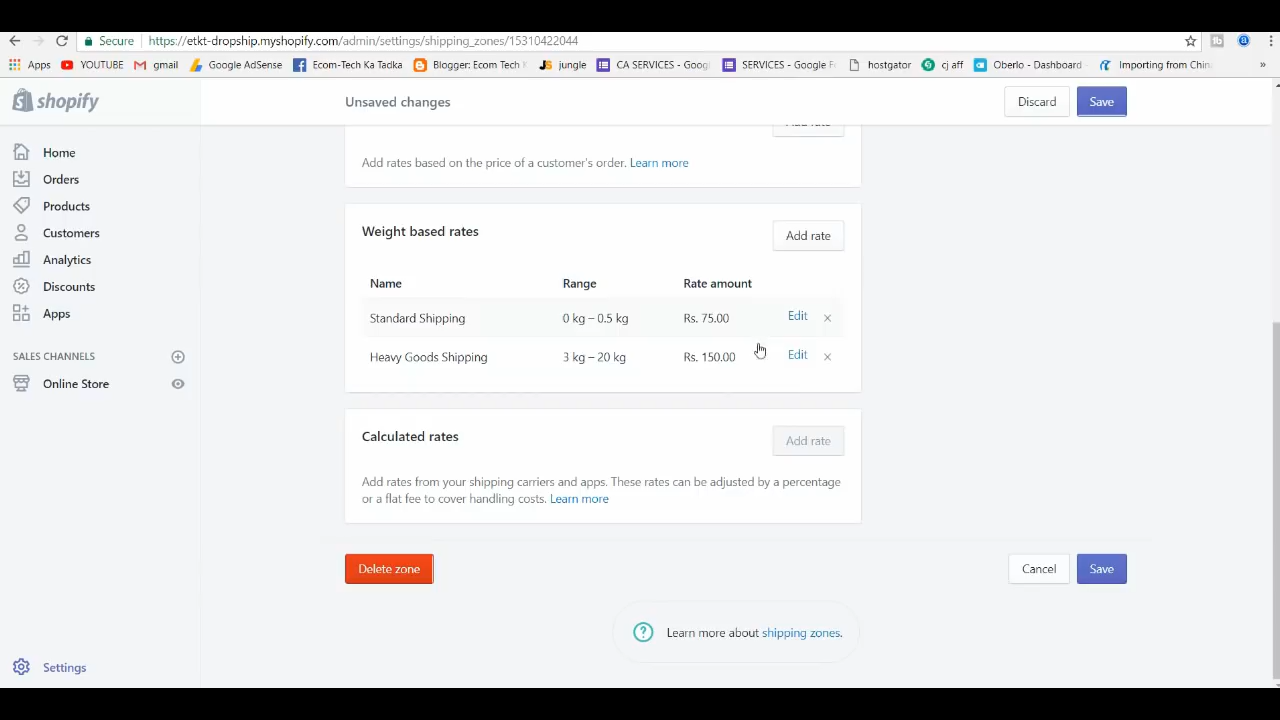 Secure
https://etkt-dropship.myshopify.com/admin/settings/shipping_zones/15310422044
Apps YOUTUBE gmail Google AdSense Ecom-Tech Ka Tadka Blogger: Ecom Tech jungle CA SERVICES - Goog SERVICES - Google F hostgator cj aff Oberlo - Dashboard Importing from Chin »
shopify
Unsaved changes
Discard
Save
Home
Orders
Products
Customers
Analytics
Discounts
Apps
SALES CHANNELS
Online Store
Settings
Add rate
Add rates based on the price of a customer's order. Learn more
Weight based rates
Add rate
Name Range Rate amount
Standard Shipping 0 kg – 0.5 kg Rs. 75.00 Edit ×
Heavy Goods Shipping 3 kg – 20 kg Rs. 150.00 Edit ×
Calculated rates
Add rate
Add rates from your shipping carriers and apps. These rates can be adjusted by a percentage
or a flat fee to cover handling costs. Learn more
Delete zone
Cancel
Save
Learn more about shipping zones.